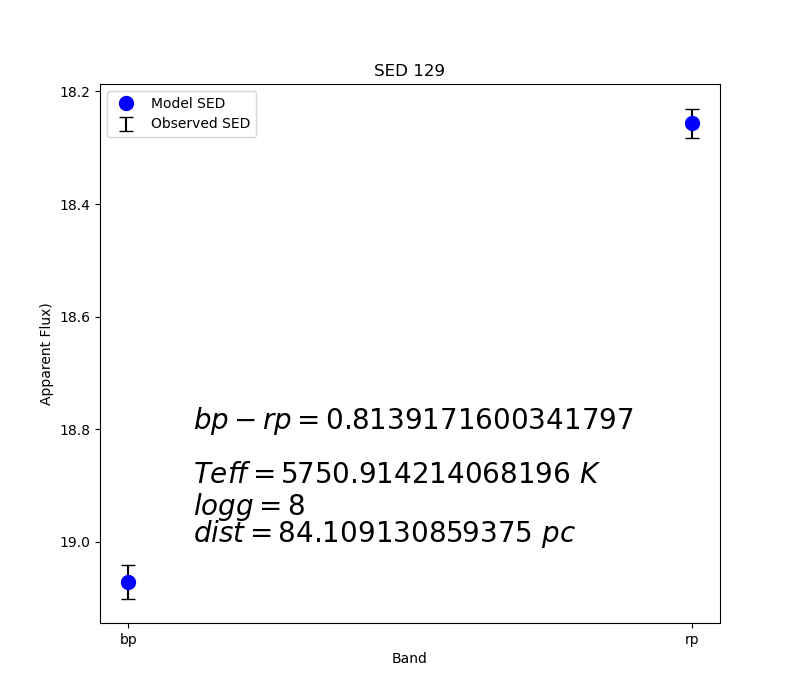 SED 129
Model SED
Observed SED
18.2
18.4
18.6
18.8
19.0
Apparent Flux)
bp − rp = 0.8139171600341797
Teff = 5750.914214068196 K
logg = 8
dist = 84.109130859375 pc
bp
rp
Band